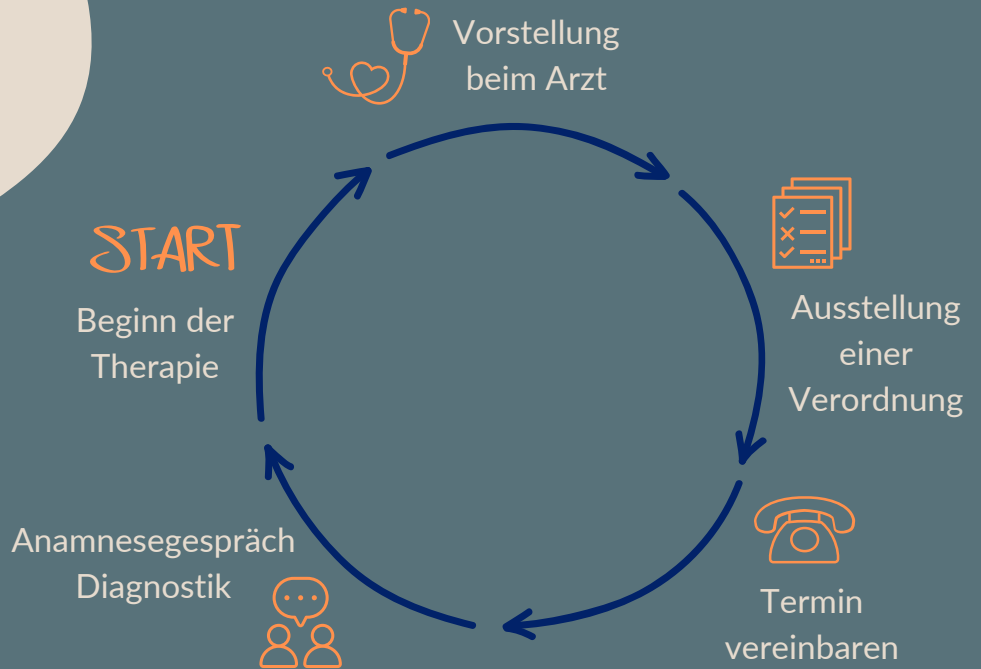 Vorstellung
beim Arzt
START
Beginn der
Therapie
Ausstellung
einer
Verordnung
Anamnesegespräch
Diagnostik
Termin
vereinbaren